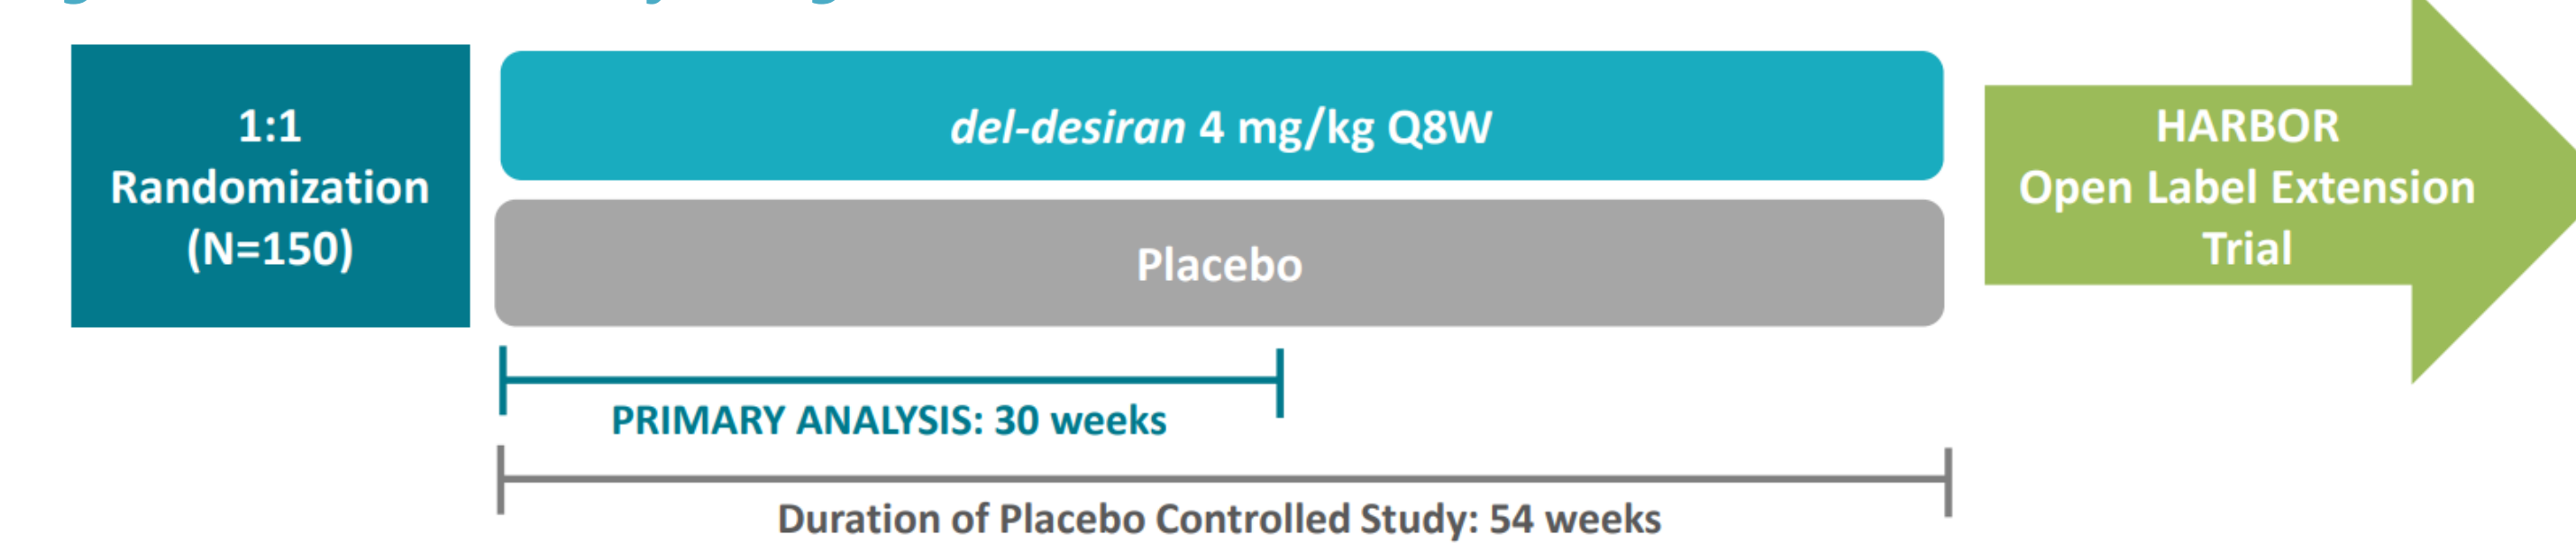 1:1
Randomization
(N=150)
del-desiran 4 mg/kg Q8W
Placebo
HARBOR
Open Label Extension
Trial
PRIMARY ANALYSIS: 30 weeks
Duration of Placebo Controlled Study: 54 weeks